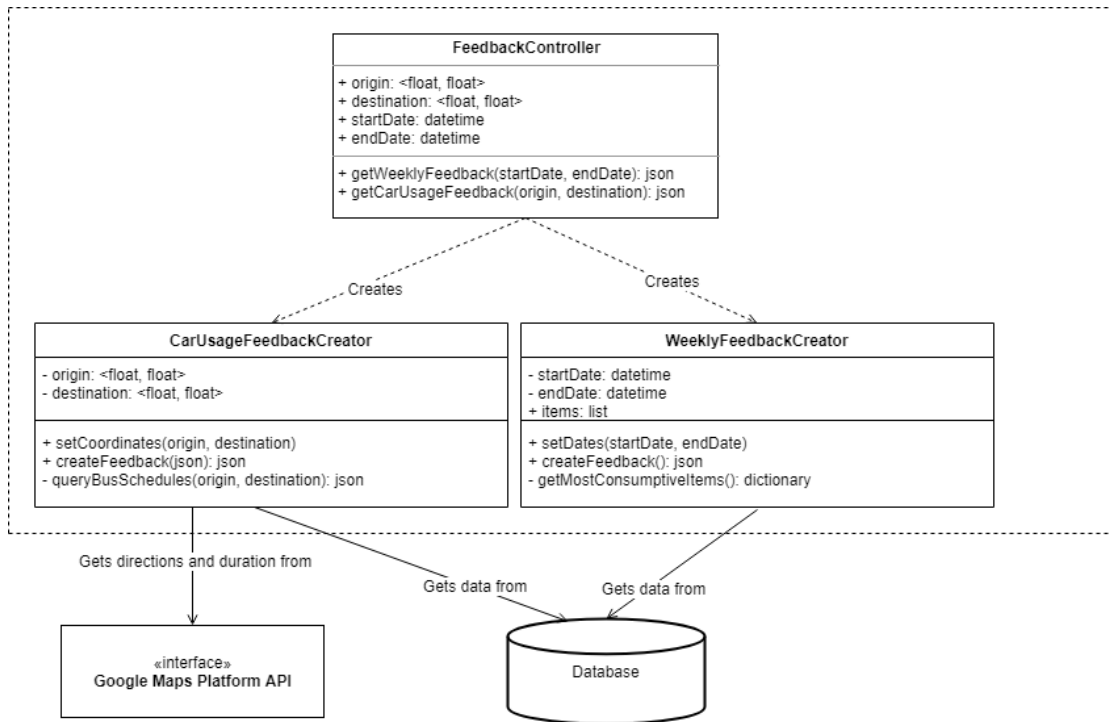 FeedbackController
+ origin: <float, float>
+ destination: <float, float>
+ startDate: datetime
+ endDate: datetime
+ getWeeklyFeedback(startDate, endDate): json
+ getCarUsageFeedback(origin, destination): json
Creates
Creates
CarUsageFeedbackCreator
- origin: <float, float>
- destination: <float, float>
+ setCoordinates(origin, destination)
+ createFeedback(json): json
- queryBusSchedules(origin, destination): json
WeeklyFeedbackCreator
- startDate: datetime
- endDate: datetime
+ items: list
+ setDates(startDate, endDate)
+ createFeedback(): json
- getMostConsumptiveItems(): dictionary
Gets directions and duration from
Gets data from
Gets data from
«interface»
Google Maps Platform API
Database